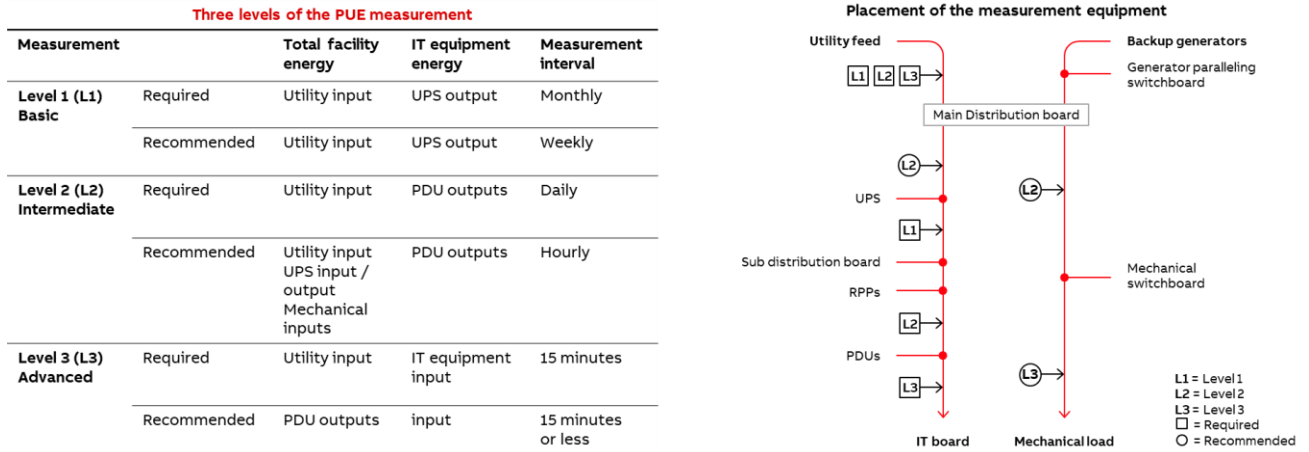 Three levels of the PUE measurement
Measurement
Total facility
energy
IT equipment
energy
Measurement
interval
Level 1 (L1)
Basic
Required
Utility input
UPS output
Monthly
Recommended
Utility input
UPS output
Weekly
Level 2 (L2)
Intermediate
Required
Utility input
PDU outputs
Daily
Recommended
Utility input
UPS input /
output
Mechanical
inputs
PDU outputs
Hourly
Level 3 (L3)
Advanced
Required
Utility input
IT equipment
input
15 minutes
Recommended
PDU outputs
input
15 minutes
or less
Placement of the measurement equipment
Utility feed
Backup generators
L1 L2 L3
Generator paralleling
switchboard
Main Distribution board
L2
L2
UPS
L1
Sub distribution board
Mechanical
switchboard
RPPs
L2
PDUs
L3
L3
IT board
Mechanical load
L1 = Level 1
L2 = Level 2
L3 = Level 3
= Required
= Recommended